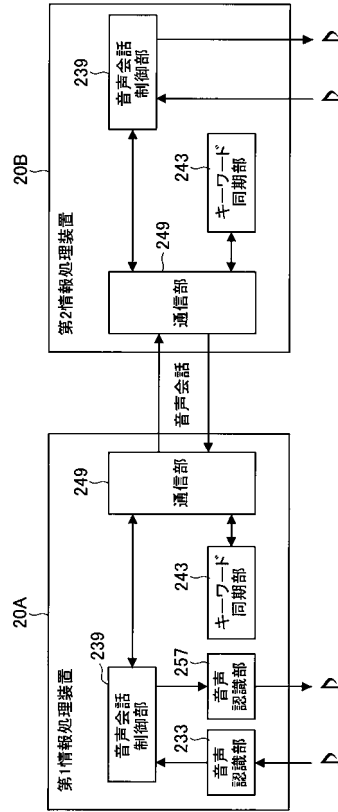 20A
第1情報処理装置
239
音声会話
制御部
249
通信部
233
音声
認識部
257
音声
認識部
243
キーワード
同期部
音声会話
20B
第2情報処理装置
249
通信部
239
音声会話
制御部
243
キーワード
同期部